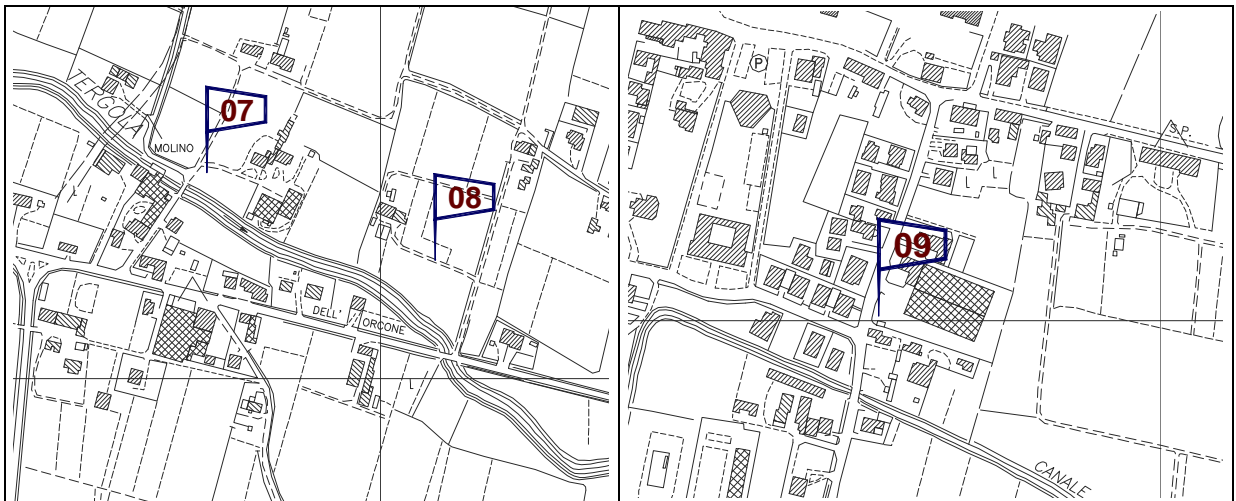 TERGOLA
MOLINO
07
08
DELL' ORCONE
P
S.P.
09
CANALE